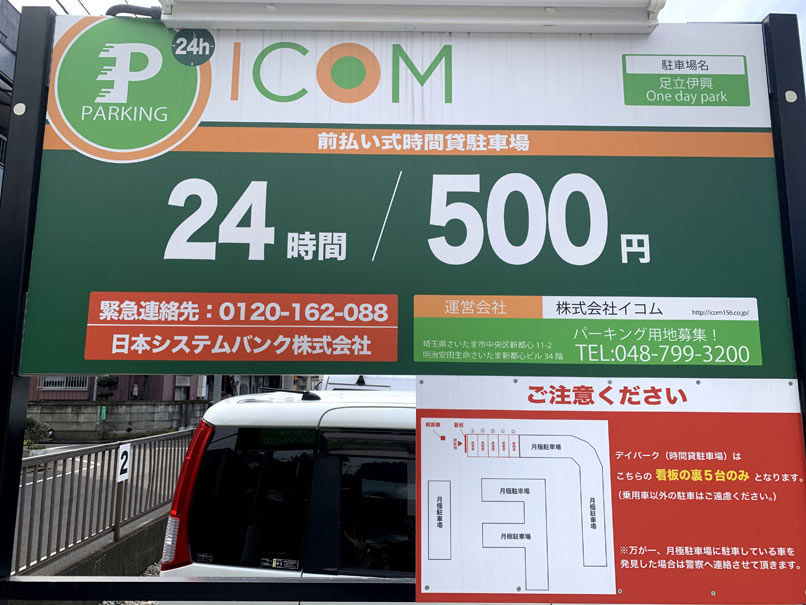 24h
P
PARKING
ICOM
駐車場名
足立伊興
One day park
前払い式時間貸駐車場
24時間/500円
緊急連絡先：0120-162-088
日本システムバンク株式会社
運営会社 株式会社イコム http://icom156.co.jp/
埼玉県さいたま市中央区新都心 11-2
明治安田生命さいたま新都心ビル 34 階
パーキング用地募集！
TEL:048-799-3200
ご注意ください
精算機 看板 ① ② ③ ④ ⑤
月極駐車場
月極駐車場
月極駐車場
月極駐車場
月極駐車場
デイパーク（時間貸駐車場）は
こちらの 看板の裏５台のみ となります。
（乗用車以外の駐車はご遠慮ください。）
※万が一、月極駐車場に駐車している車を
発見した場合は警察へ連絡させて頂きます。
2